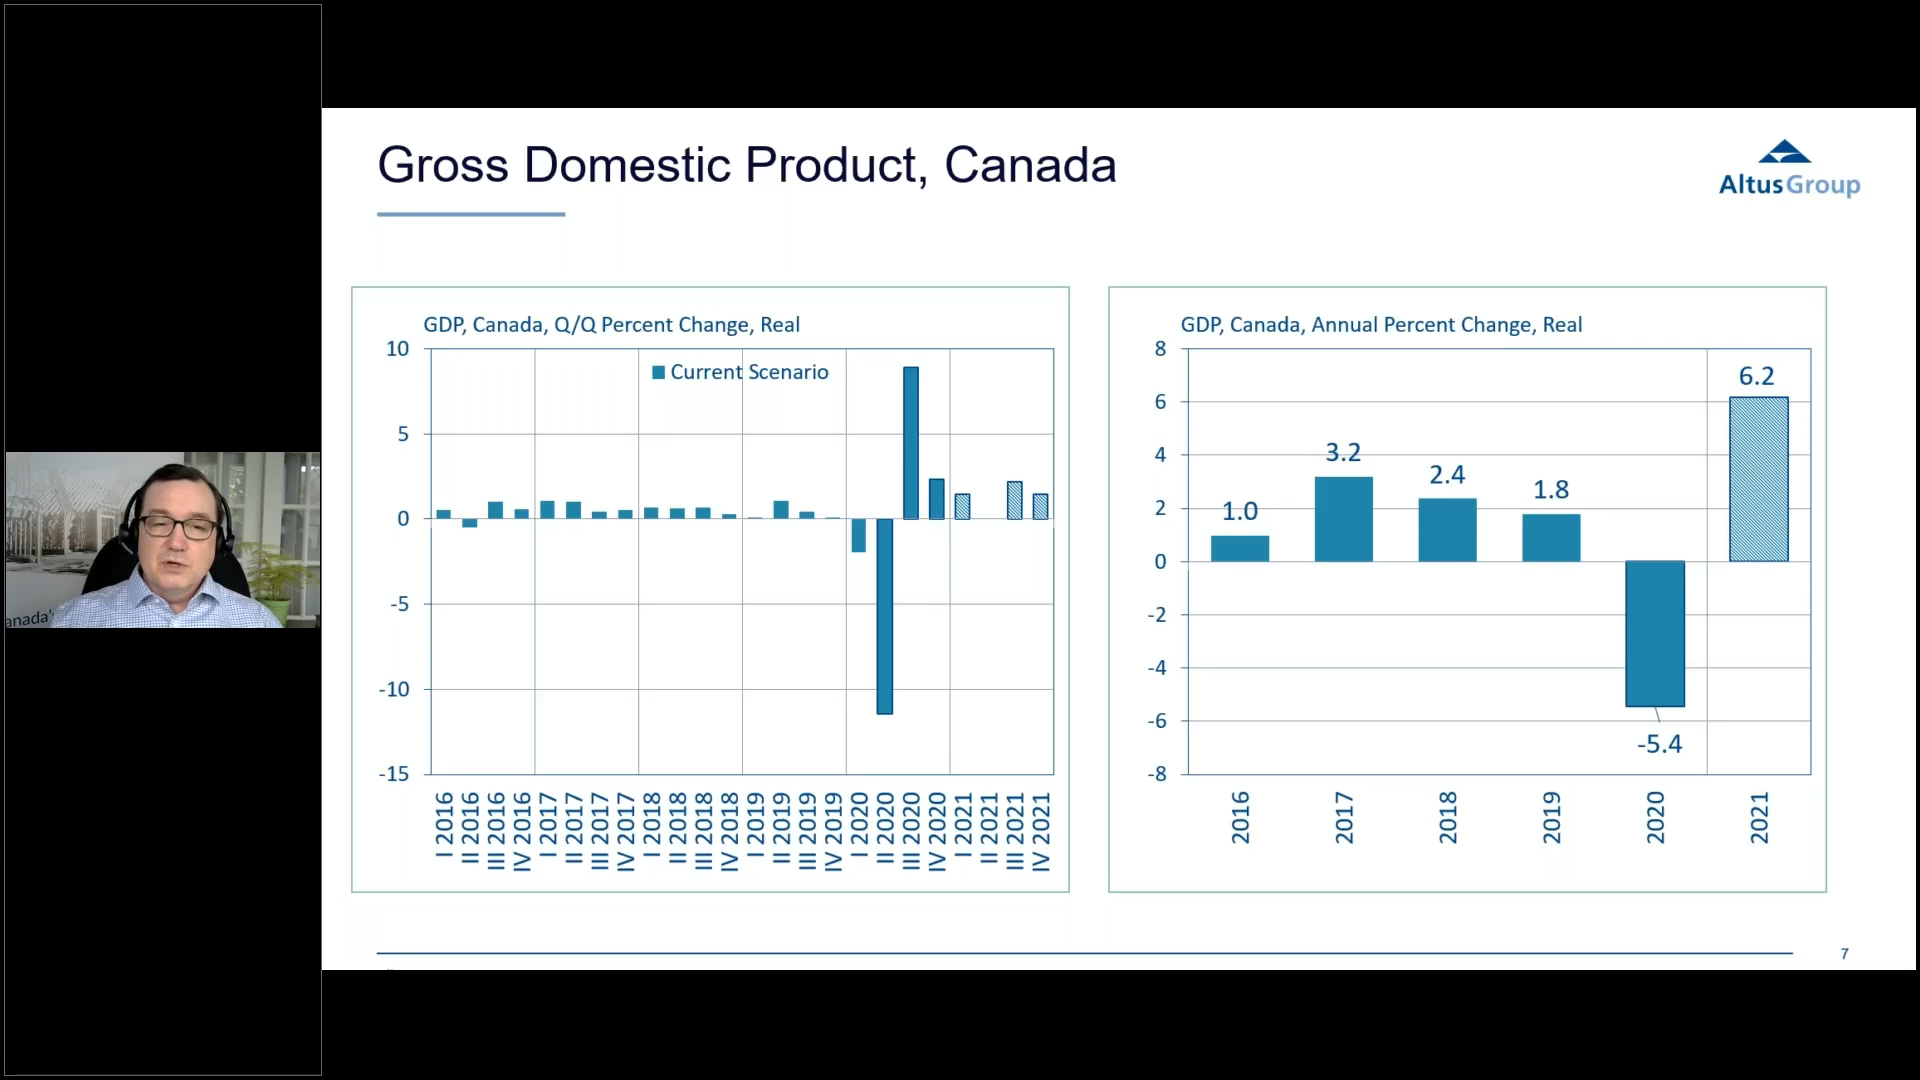 Gross Domestic Product, Canada
AltusGroup
GDP, Canada, Q/Q Percent Change, Real
Current Scenario
10
5
0
-5
-10
-15
I 2016
II 2016
III 2016
IV 2016
I 2017
II 2017
III 2017
IV 2017
I 2018
II 2018
III 2018
IV 2018
I 2019
II 2019
III 2019
IV 2019
I 2020
II 2020
III 2020
IV 2020
I 2021
II 2021
III 2021
IV 2021
GDP, Canada, Annual Percent Change, Real
8
6
4
2
0
-2
-4
-6
-8
1.0
3.2
2.4
1.8
-5.4
6.2
2016
2017
2018
2019
2020
2021
anada'
7